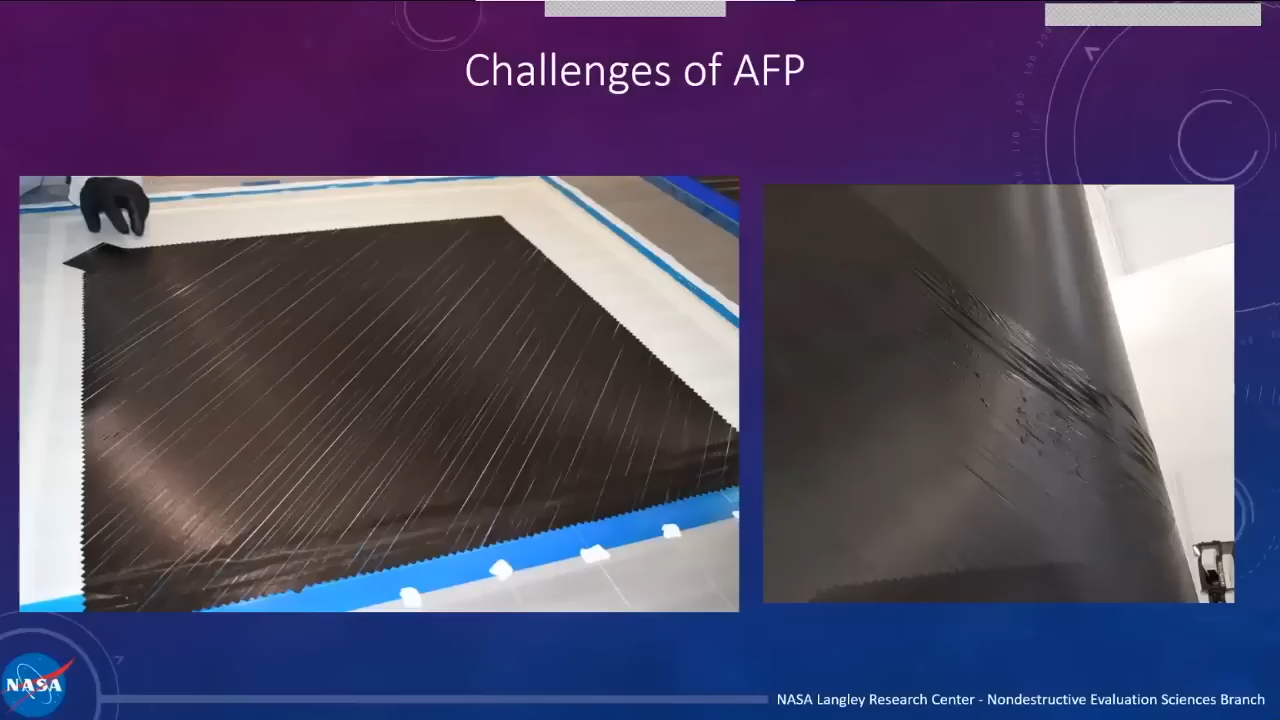 Challenges of AFP
NASA
NASA Langley Research Center - Nondestructive Evaluation Sciences Branch